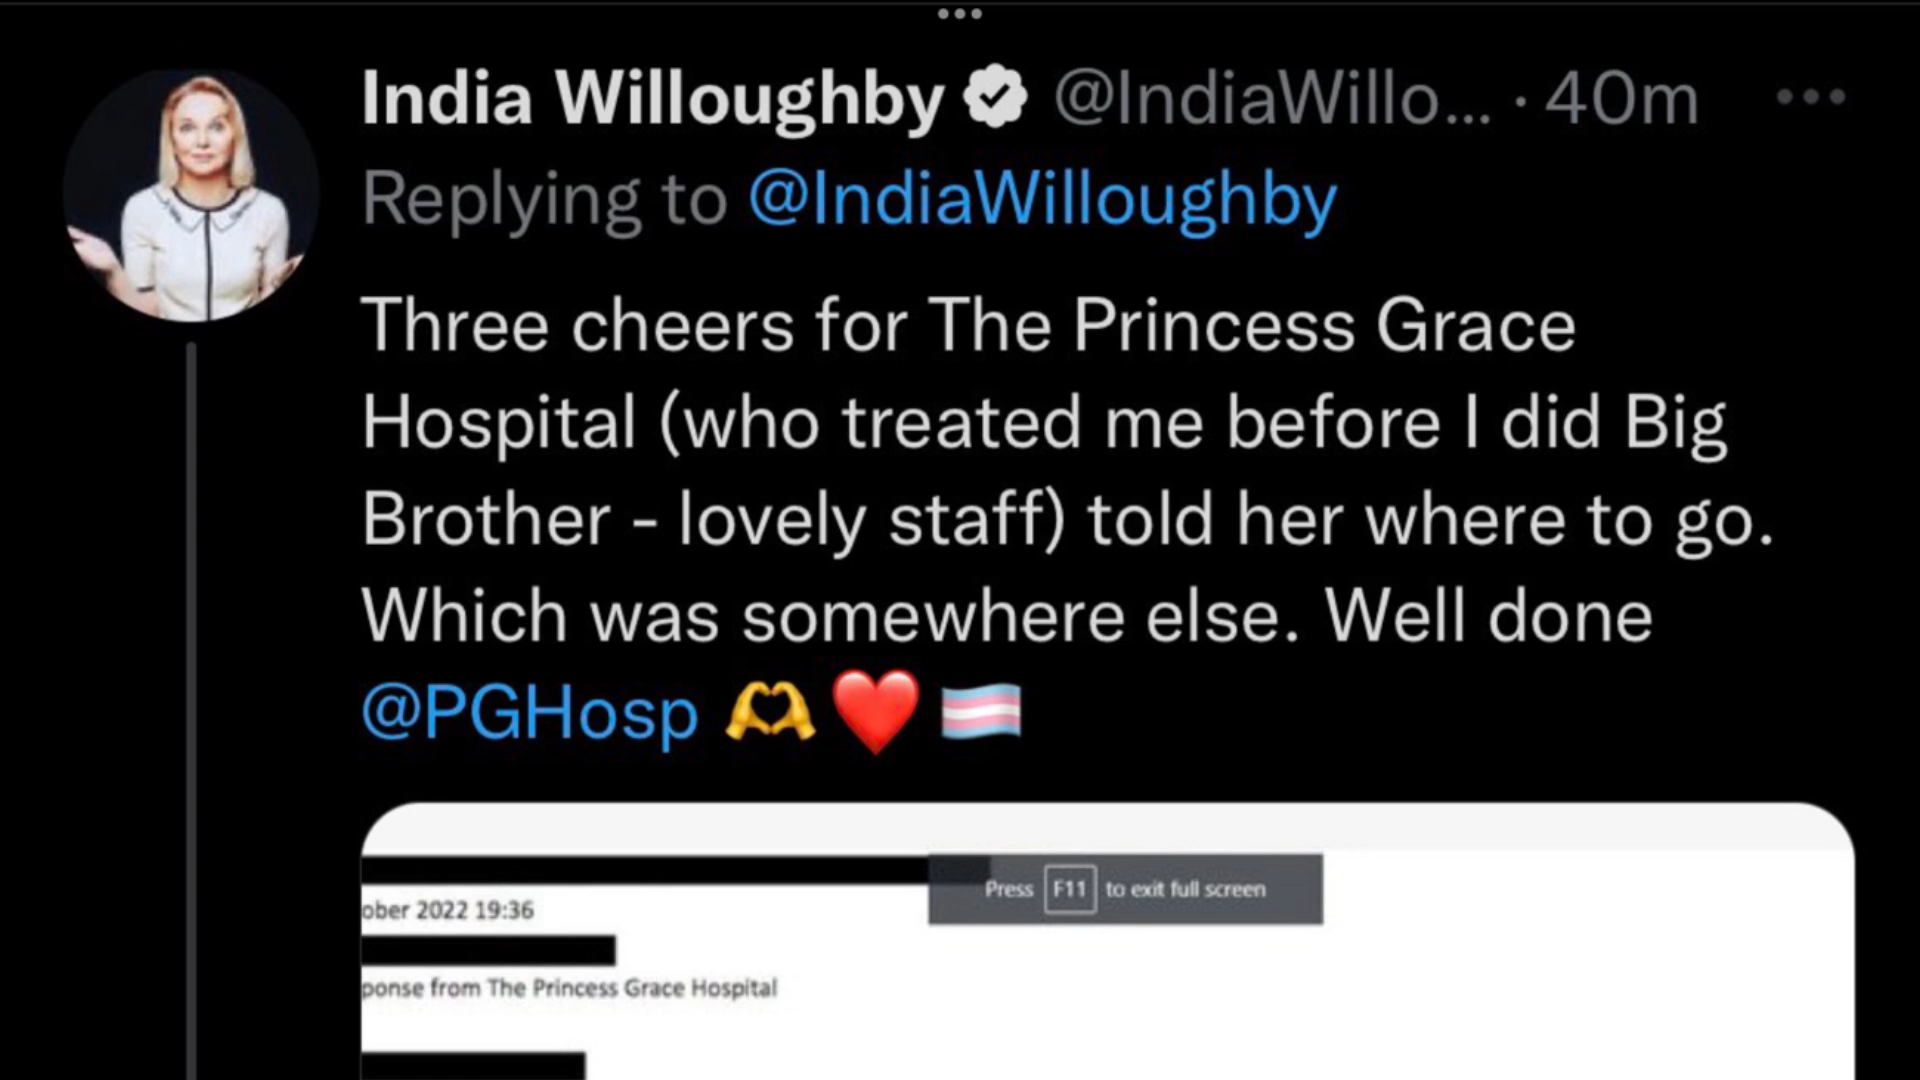 India Willoughby @IndiaWillo... · 40m
Replying to @IndiaWilloughby
Three cheers for The Princess Grace
Hospital (who treated me before I did Big
Brother - lovely staff) told her where to go.
Which was somewhere else. Well done
@PGHosp 🫶❤️🏳️‍⚧️
Press F11 to exit full screen
ober 2022 19:36
ponse from The Princess Grace Hospital